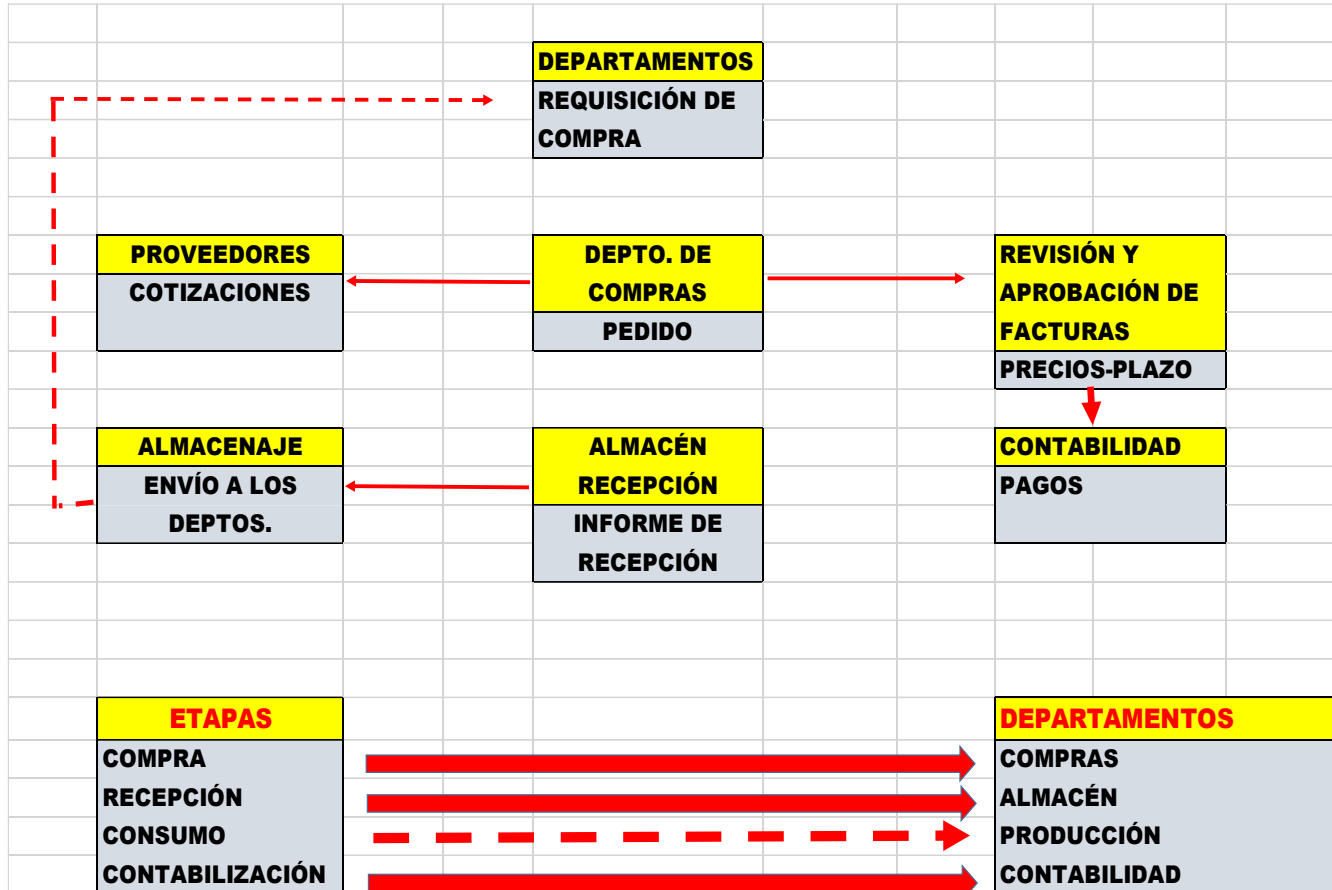 DEPARTAMENTOS
REQUISICIÓN DE
COMPRA
PROVEEDORES
COTIZACIONES
DEPTO. DE
COMPRAS
PEDIDO
REVISIÓN Y
APROBACIÓN DE
FACTURAS
PRECIOS-PLAZO
ALMACENAJE
ENVÍO A LOS
DEPTOS.
ALMACÉN
RECEPCIÓN
INFORME DE
RECEPCIÓN
CONTABILIDAD
PAGOS
ETAPAS
COMPRA
RECEPCIÓN
CONSUMO
CONTABILIZACIÓN
DEPARTAMENTOS
COMPRAS
ALMACÉN
PRODUCCIÓN
CONTABILIDAD